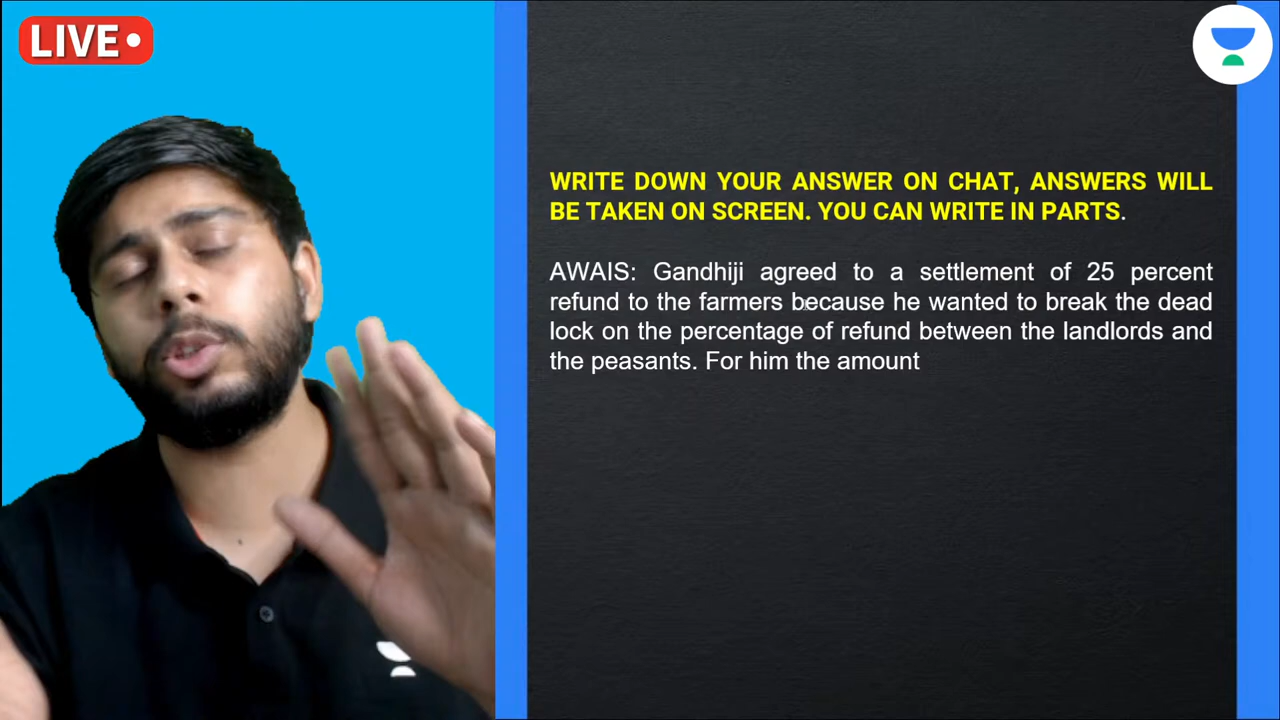 LIVE
WRITE DOWN YOUR ANSWER ON CHAT, ANSWERS WILL
BE TAKEN ON SCREEN. YOU CAN WRITE IN PARTS.
AWAIS: Gandhiji agreed to a settlement of 25 percent
refund to the farmers because he wanted to break the dead
lock on the percentage of refund between the landlords and
the peasants. For him the amount